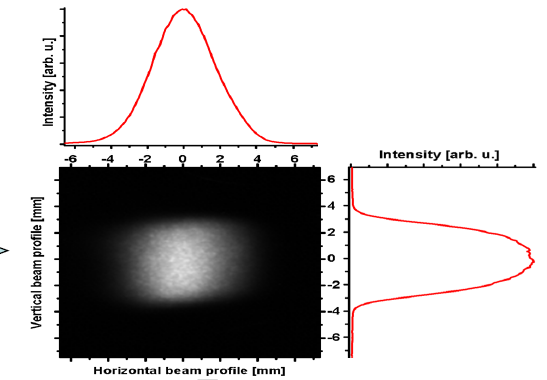 Intensity [arb. u.]
-6 -4 -2 0 2 4 6
Intensity [arb. u.]
Vertical beam profile [mm]
-6
-4
-2
0
-2
-4
-6
Horizontal beam profile [mm]